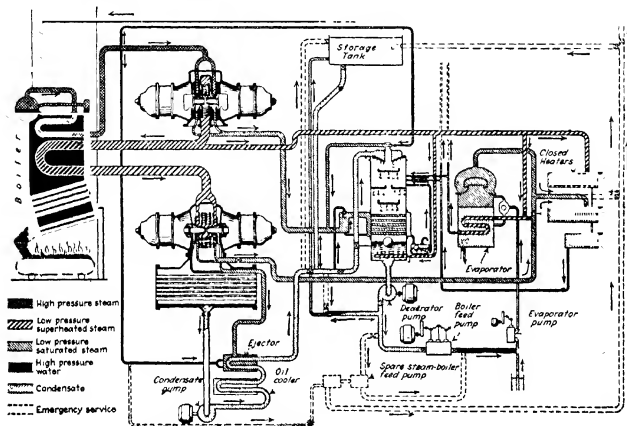 Boiler
Storage
Tank
Closed
Heaters
Evaporator
High pressure steam
Low pressure
superheated steam
Low pressure
saturated steam
High pressure
water
Condensate
Emergency service
Condensate
pump
Ejector
Oil
cooler
Deaerator
pump
Boiler
feed
pump
Evaporator
pump
Spare steam-boiler
feed pump